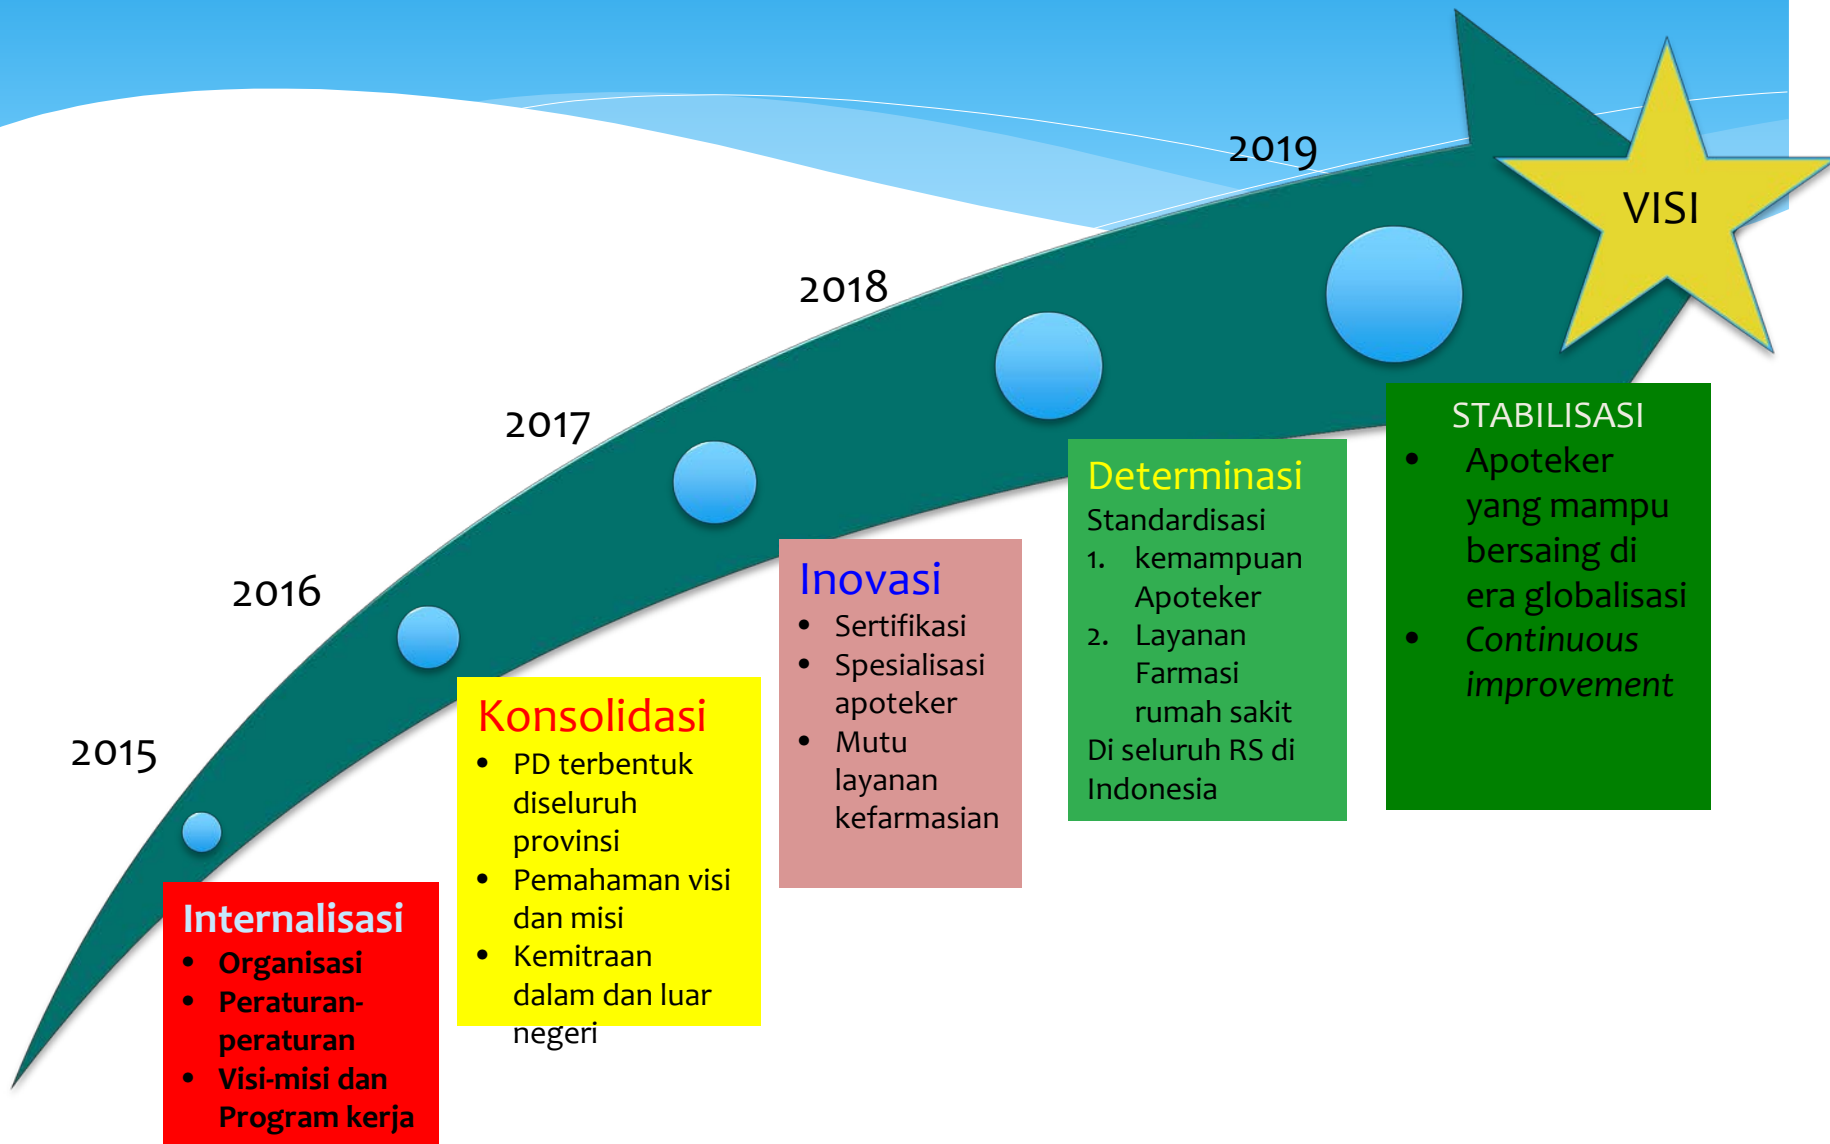 2019
VISI
2018
2017
2016
2015
Internalisasi
• Organisasi
• Peraturan-
peraturan
• Visi-misi dan
Program kerja
Konsolidasi
• PD terbentuk
diseluruh
provinsi
• Pemahaman visi
dan misi
• Kemitraan
dalam dan luar
negeri
Inovasi
• Sertifikasi
• Spesialisasi
apoteker
• Mutu
layanan
kefarmasian
Determinasi
Standardisasi
1. kemampuan
Apoteker
2. Layanan
Farmasi
rumah sakit
Di seluruh RS di
Indonesia
STABILISASI
• Apoteker
yang mampu
bersaing di
era globalisasi
• Continuous
improvement